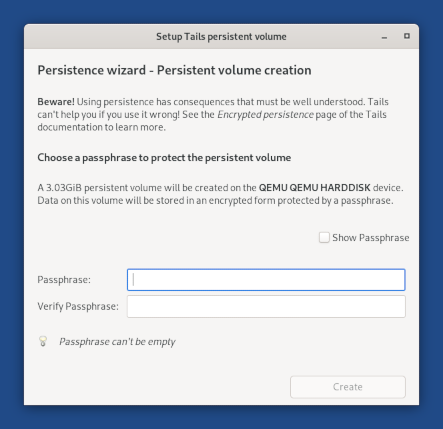 Setup Tails persistent volume
Persistence wizard - Persistent volume creation
Beware! Using persistence has consequences that must be well understood. Tails
can't help you if you use it wrong! See the Encrypted persistence page of the Tails
documentation to learn more.
Choose a passphrase to protect the persistent volume
A 3.03GiB persistent volume will be created on the QEMU QEMU HARDDISK device.
Data on this volume will be stored in an encrypted form protected by a passphrase.
Show Passphrase
Passphrase:
Verify Passphrase:
Passphrase can't be empty
Create